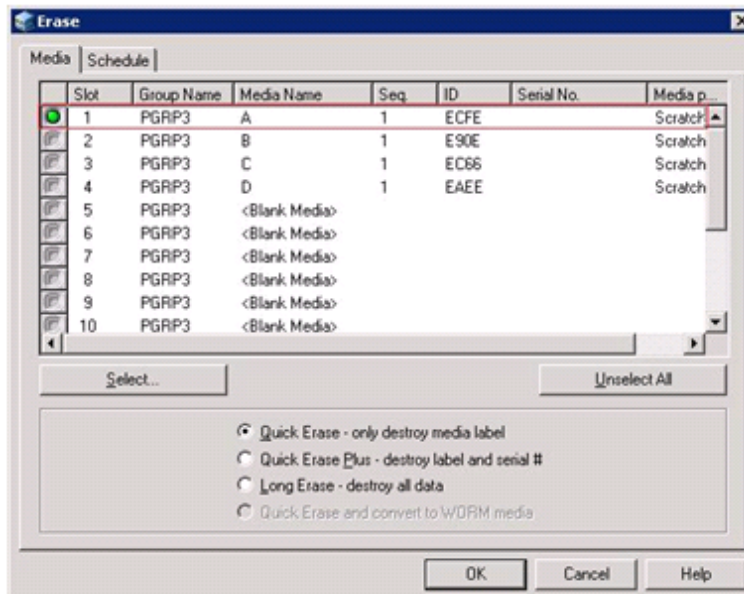 Erase
Media Schedule
Slot Group Name Media Name Seq. ID Serial No. Media p...
1 PGRP3 A 1 ECFE Scratch
2 PGRP3 B 1 E90E Scratch
3 PGRP3 C 1 EC66 Scratch
4 PGRP3 D 1 EAEE Scratch
5 PGRP3 <Blank Media>
6 PGRP3 <Blank Media>
7 PGRP3 <Blank Media>
8 PGRP3 <Blank Media>
9 PGRP3 <Blank Media>
10 PGRP3 <Blank Media>
Select... Unselect All
Quick Erase - only destroy media label
Quick Erase Plus - destroy label and serial #
Long Erase - destroy all data
Quick Erase and convert to WORM media
OK Cancel Help